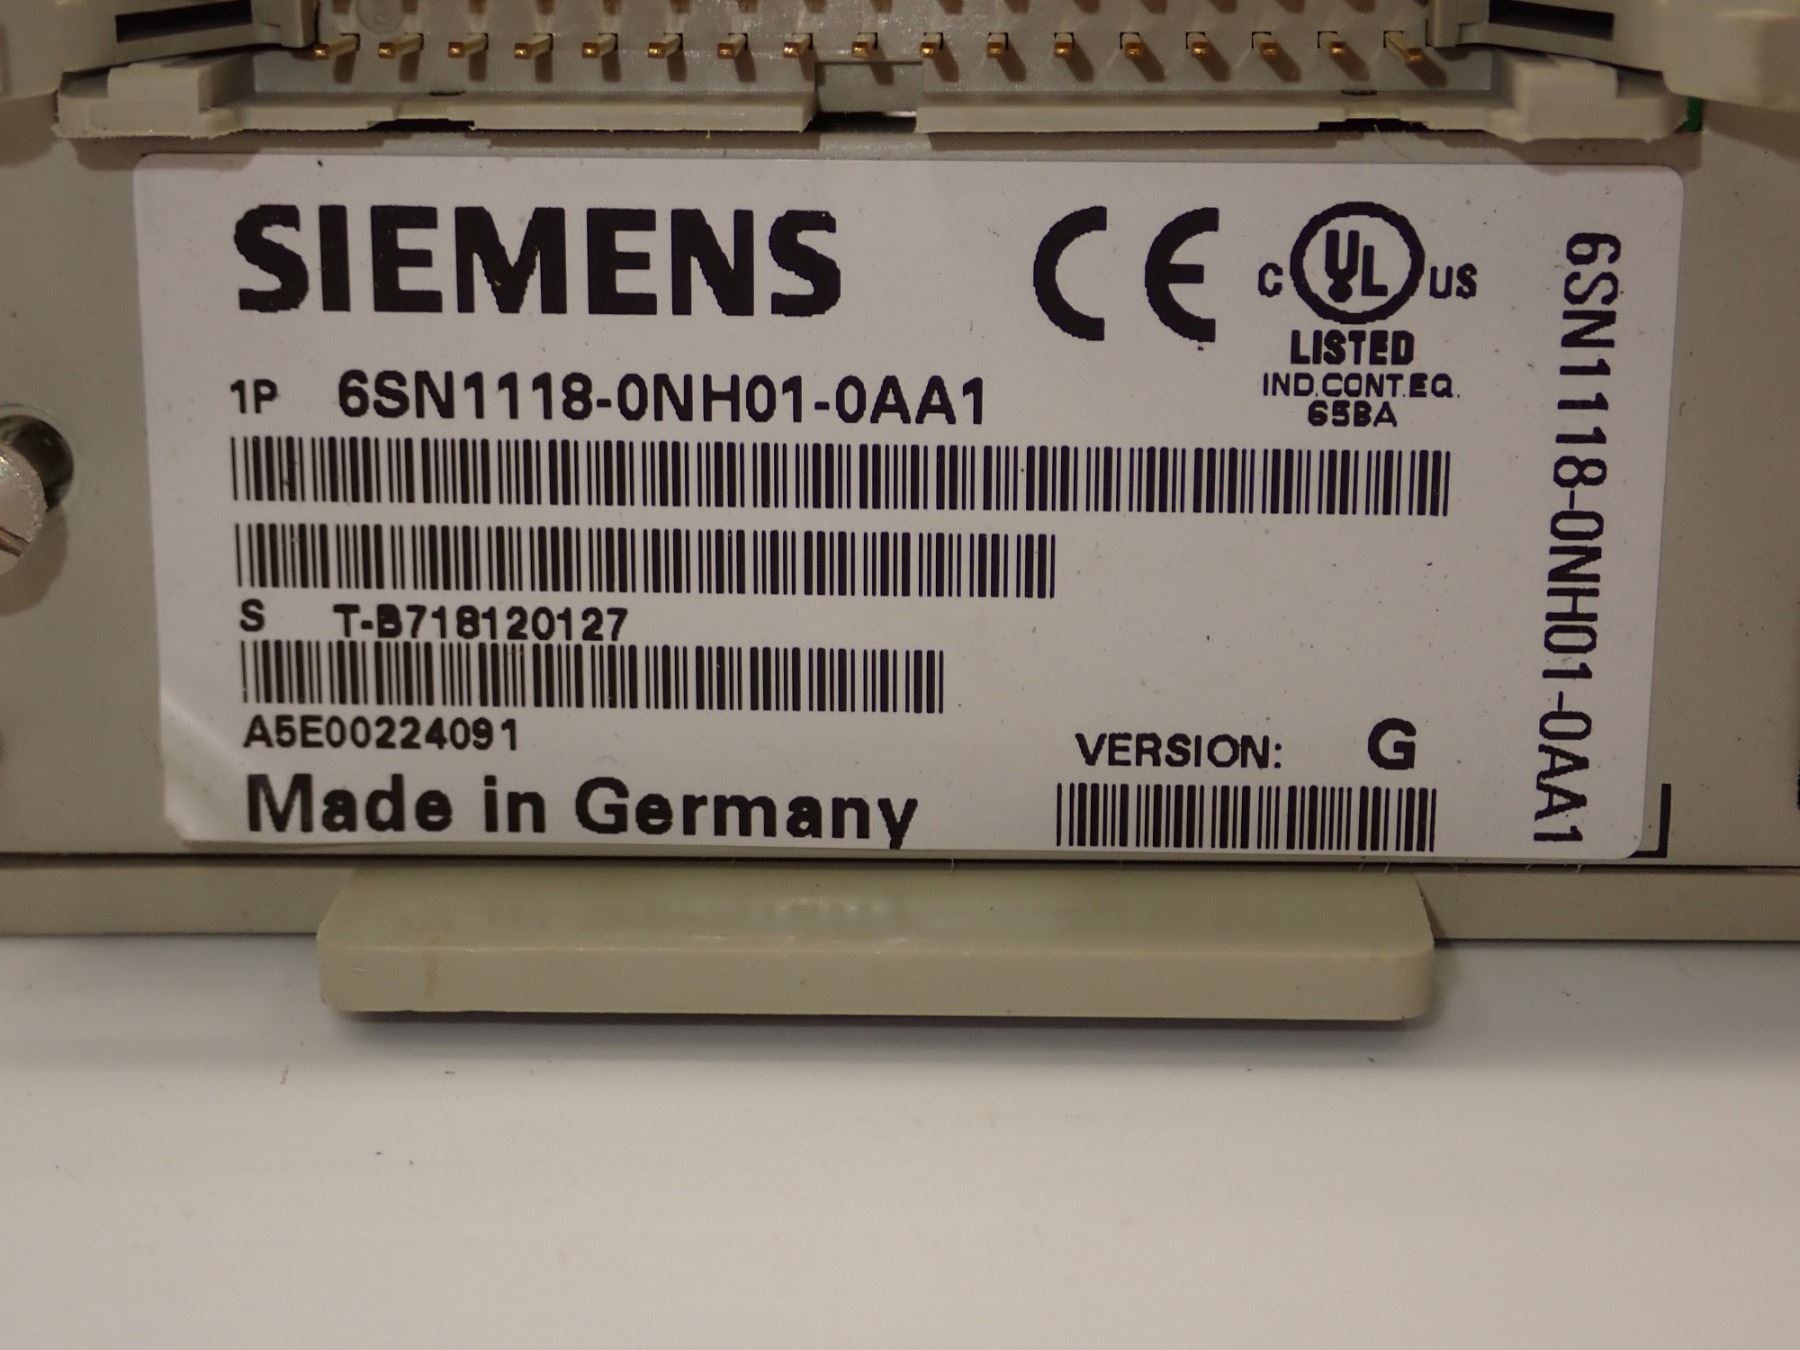 SIEMENS
CE
C UL US
LISTED
IND.CONT.EQ.
65BA
1P 6SN1118-0NH01-0AA1
S T-B718120127
A5E00224091
VERSION: G
Made in Germany
6SN1118-0NH01-0AA1